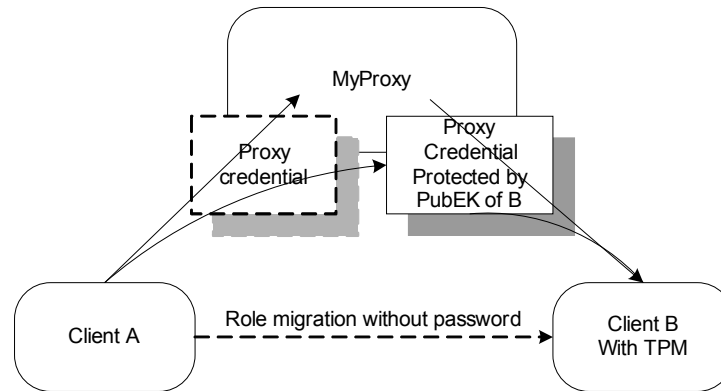 MyProxy
Proxy
credential
Proxy
Credential
Protected by
PubEK of B
Client A
Role migration without password
Client B
With TPM